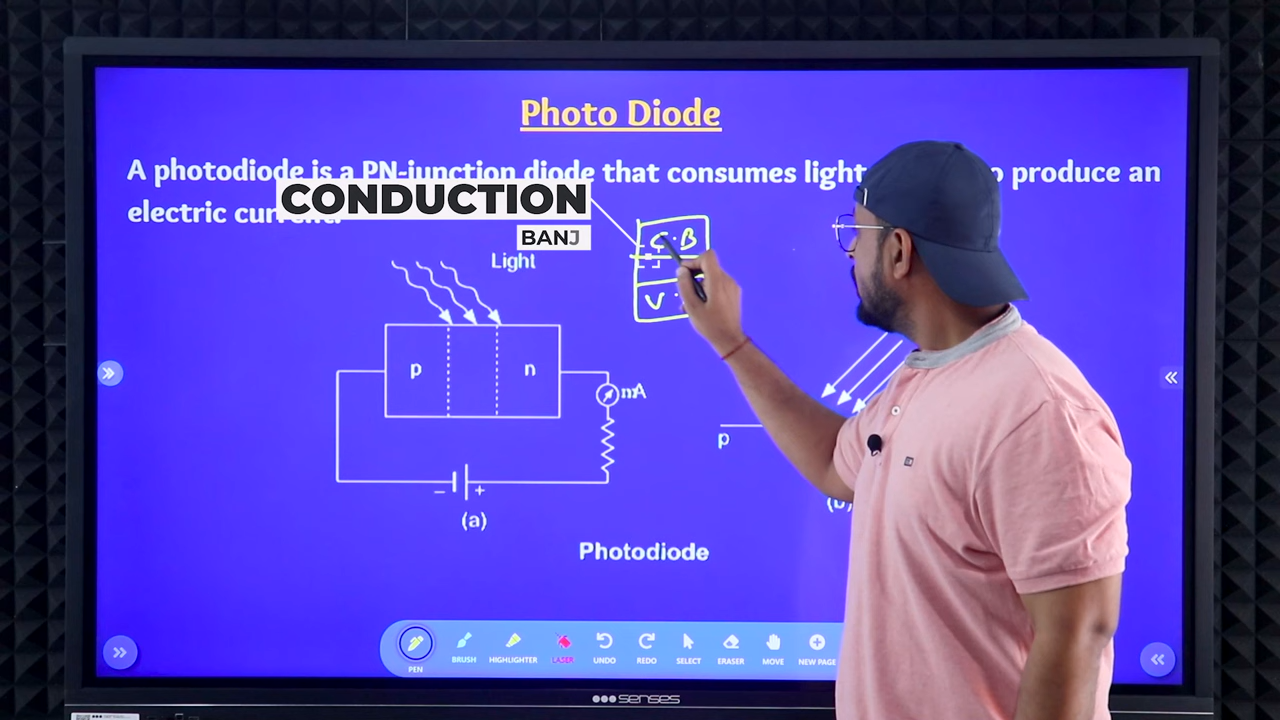 Photo Diode
A photodiode is a PN-junction diode that consumes light produce an
electric current.
CONDUCTION
BANJ
Light
C.B
V
p
n
mA
p
− +
(a)
(b)
Photodiode
PEN
BRUSH
HIGHLIGHTER
LASER
UNDO
REDO
SELECT
ERASER
MOVE
NEW PAGE
senses